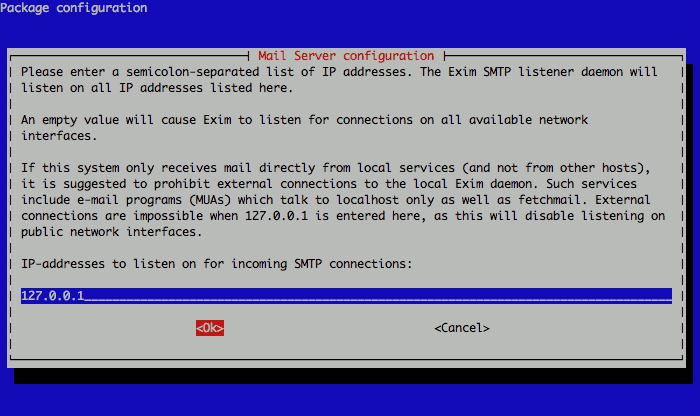 Package configuration
Mail Server configuration
Please enter a semicolon-separated list of IP addresses. The Exim SMTP listener daemon will
listen on all IP addresses listed here.
An empty value will cause Exim to listen for connections on all available network
interfaces.
If this system only receives mail directly from local services (and not from other hosts),
it is suggested to prohibit external connections to the local Exim daemon. Such services
include e-mail programs (MUAs) which talk to localhost only as well as fetchmail. External
connections are impossible when 127.0.0.1 is entered here, as this will disable listening on
public network interfaces.
IP-addresses to listen on for incoming SMTP connections:
127.0.0.1
<Ok> <Cancel>